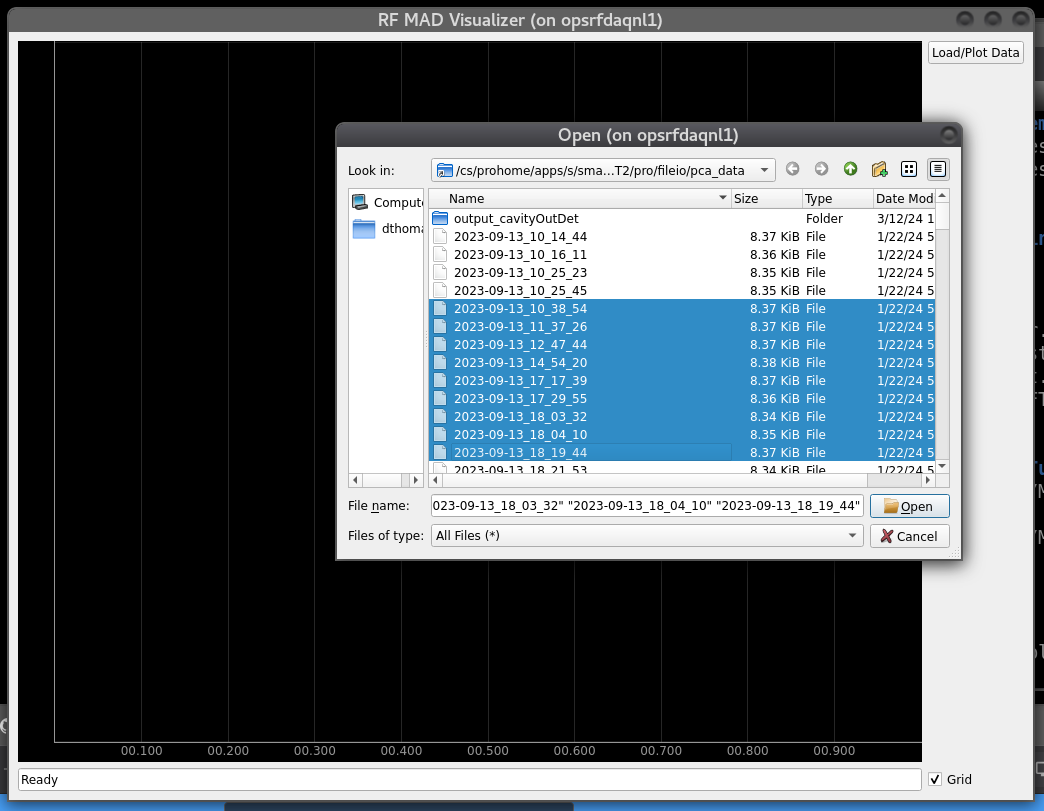 RF MAD Visualizer (on opsrfdaqnl1)
Load/Plot Data
Open (on opsrfdaqnl1)
Look in: /cs/prohome/apps/s/sma...T2/pro/fileio/pca_data
Name Size Type Date Mod
output_cavityOutDet Folder 3/12/24 1
2023-09-13_10_14_44 8.37 KiB File 1/22/24 5
2023-09-13_10_16_11 8.36 KiB File 1/22/24 5
2023-09-13_10_25_23 8.35 KiB File 1/22/24 5
2023-09-13_10_25_45 8.35 KiB File 1/22/24 5
2023-09-13_10_38_54 8.37 KiB File 1/22/24 5
2023-09-13_11_37_26 8.37 KiB File 1/22/24 5
2023-09-13_12_47_44 8.37 KiB File 1/22/24 5
2023-09-13_14_54_20 8.38 KiB File 1/22/24 5
2023-09-13_17_17_39 8.37 KiB File 1/22/24 5
2023-09-13_17_29_55 8.36 KiB File 1/22/24 5
2023-09-13_18_03_32 8.34 KiB File 1/22/24 5
2023-09-13_18_04_10 8.35 KiB File 1/22/24 5
2023-09-13_18_19_44 8.37 KiB File 1/22/24 5
2023-09-13_18_21_53 8.34 KiB File 1/22/24 5
Comput
dthoma
File name: 023-09-13_18_03_32" "2023-09-13_18_04_10" "2023-09-13_18_19_44" Open
Files of type: All Files (*) Cancel
00.100 00.200 00.300 00.400 00.500 00.600 00.700 00.800 00.900
Ready
Grid